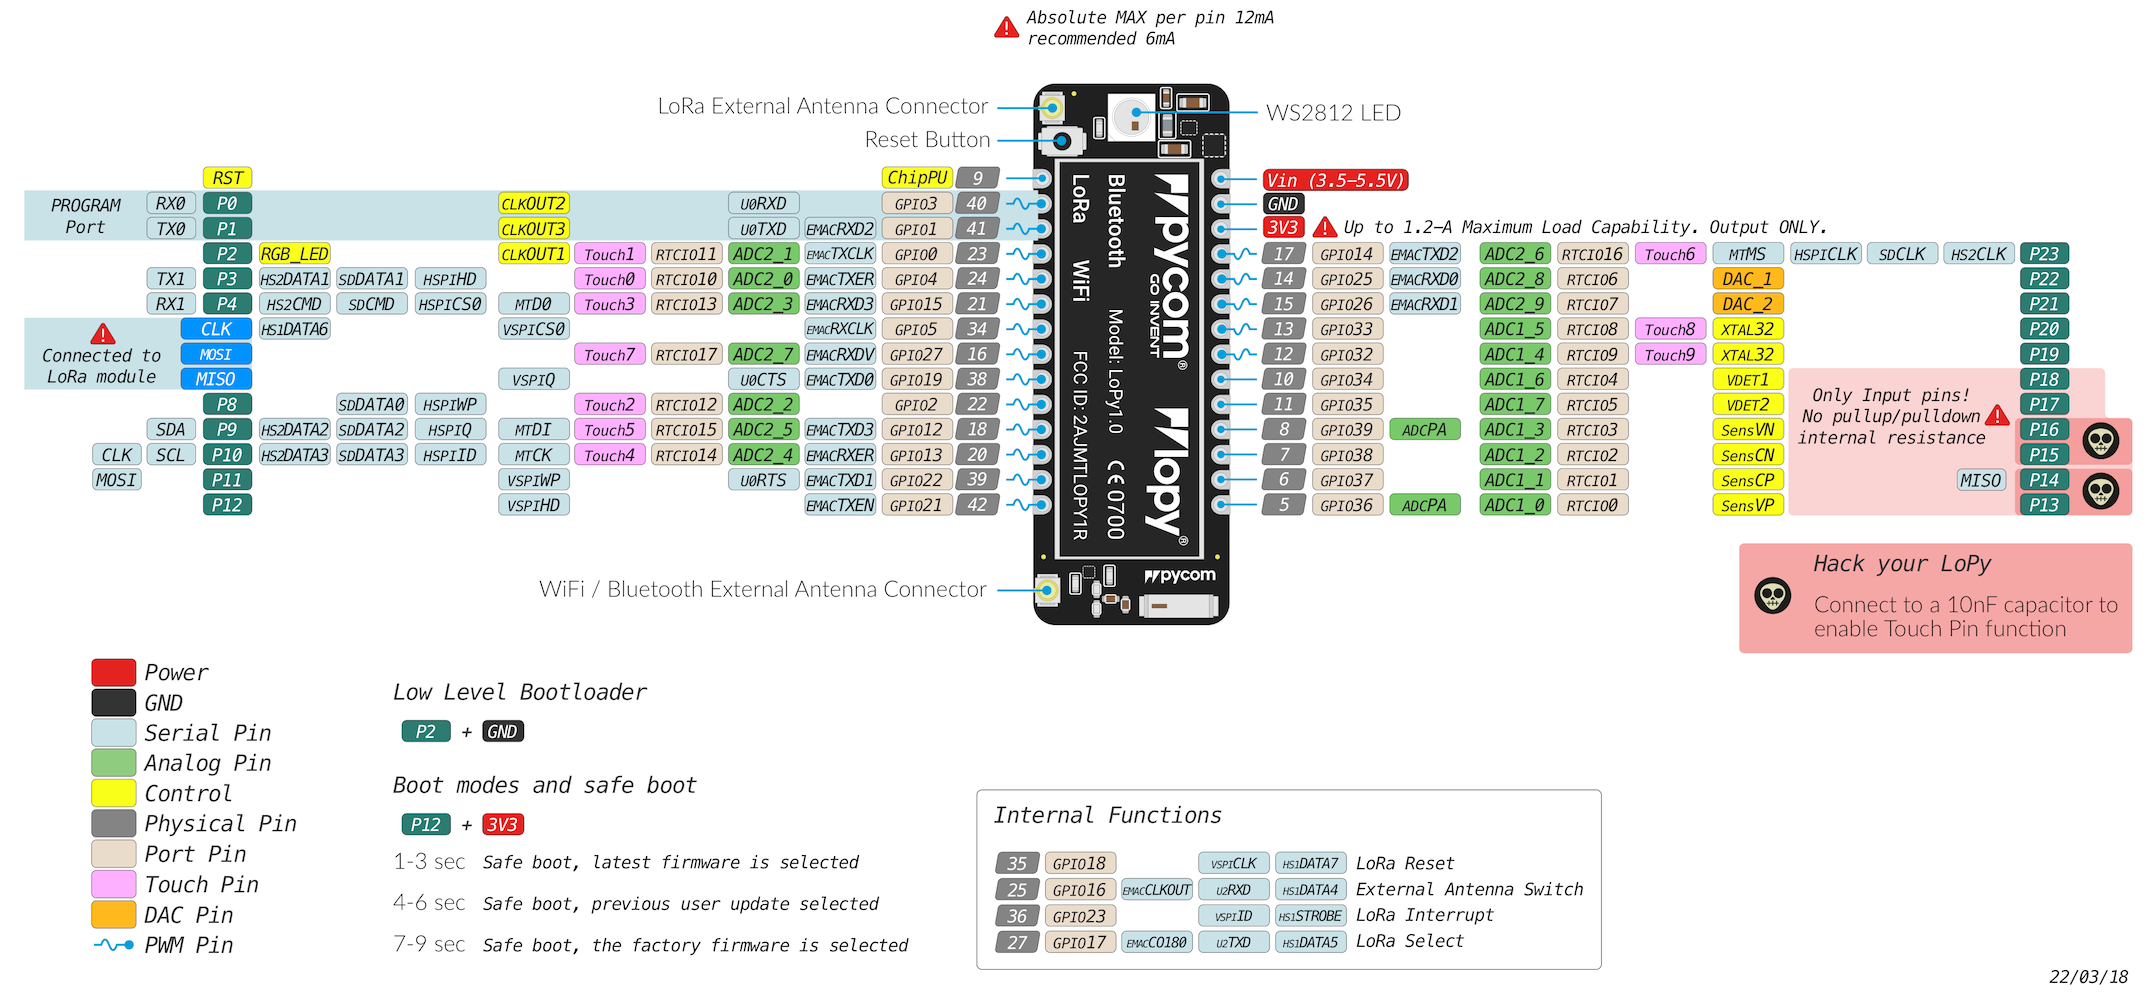 Absolute MAX per pin 12mA
recommended 6mA
LoRa External Antenna Connector
WS2812 LED
Reset Button
RST ChipPU 9 Vin (3.5–5.5V)
PROGRAM Port
RX0 P0 CLKOUT2 U0RXD GPIO3 40 GND
TX0 P1 CLKOUT3 U0TXD EMACRXD2 GPIO1 41 3V3 Up to 1.2–A Maximum Load Capability. Output ONLY.
P2 RGB_LED CLKOUT1 Touch1 RTCIO11 ADC2_1 EMACTXCLK GPIO0 23 17 GPIO14 EMACTXD2 ADC2_6 RTCIO16 Touch6 MTMS HSPICLK SDCLK HS2CLK P23
TX1 P3 HS2DATA1 SDDATA1 HSPIHD Touch0 RTCIO10 ADC2_0 EMACTXER GPIO4 24 14 GPIO25 EMACRXD0 ADC2_8 RTCIO6 DAC_1 P22
RX1 P4 HS2CMD SDCMD HSPICS0 MTD0 Touch3 RTCIO13 ADC2_3 EMACRXD3 GPIO15 21 15 GPIO26 EMACRXD1 ADC2_9 RTCIO7 DAC_2 P21
CLK HS1DATA6 VSPICS0 EMACRXCLK GPIO5 34 13 GPIO33 ADC1_5 RTCIO8 Touch8 XTAL32 P20
Connected to
LoRa module
MOSI Touch7 RTCIO17 ADC2_7 EMACRXDV GPIO27 16 12 GPIO32 ADC1_4 RTCIO9 Touch9 XTAL32 P19
MISO VSPIQ U0CTS EMACTXD0 GPIO19 38 10 GPIO34 ADC1_6 RTCIO4 VDET1 P18
P8 SDDATA0 HSPIWP Touch2 RTCIO12 ADC2_2 GPIO2 22 11 GPIO35 ADC1_7 RTCIO5 VDET2 P17
SDA P9 HS2DATA2 SDDATA2 HSPIQ MTDI Touch5 RTCIO15 ADC2_5 EMACTXD3 GPIO12 18 8 GPIO39 ADCPA ADC1_3 RTCIO3 SensVN P16
CLK SCL P10 HS2DATA3 SDDATA3 HSPIID MTCK Touch4 RTCIO14 ADC2_4 EMACRXER GPIO13 20 7 GPIO38 ADC1_2 RTCIO2 SensCN P15
MOSI P11 VSPIWP U0RTS EMACTXD1 GPIO22 39 6 GPIO37 ADC1_1 RTCIO1 SensCP MISO P14
P12 VSPIHD EMACTXEN GPIO21 42 5 GPIO36 ADCPA ADC1_0 RTCIO0 SensVP P13
Only Input pins!
No pullup/pulldown
internal resistance
pycom®
GO INVENT
lopy®
Bluetooth Model: LoPy1.0 CE0700
LoRa WiFi FCC ID: 2AJMTLOPY1R
pycom
WiFi / Bluetooth External Antenna Connector
Hack your LoPy
Connect to a 10nF capacitor to
enable Touch Pin function
Power
GND
Serial Pin
Analog Pin
Control
Physical Pin
Port Pin
Touch Pin
DAC Pin
PWM Pin
Low Level Bootloader
P2 + GND
Boot modes and safe boot
P12 + 3V3
1-3 sec Safe boot, latest firmware is selected
4-6 sec Safe boot, previous user update selected
7-9 sec Safe boot, the factory firmware is selected
Internal Functions
35 GPIO18 VSPICLK HS1DATA7 LoRa Reset
25 GPIO16 EMACCLKOUT U2RXD HS1DATA4 External Antenna Switch
36 GPIO23 VSPIID HS1STROBE LoRa Interrupt
27 GPIO17 EMACCO180 U2TXD HS1DATA5 LoRa Select
22/03/18